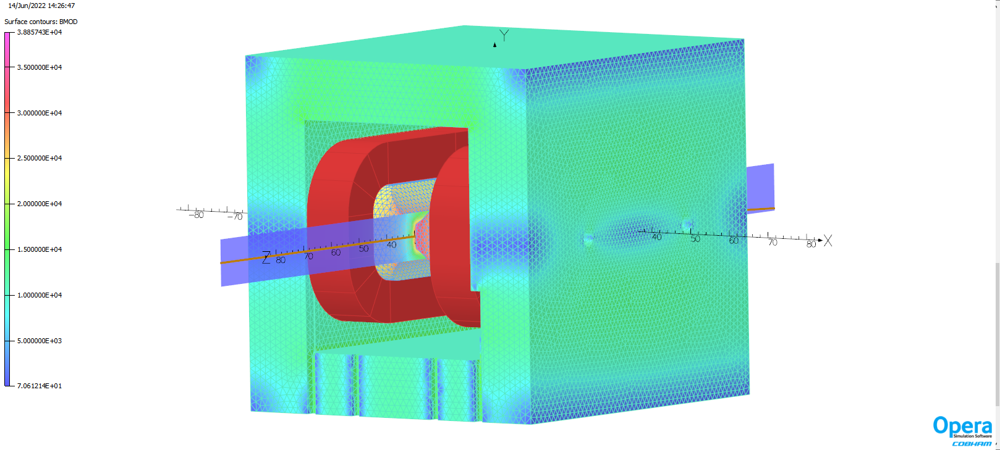 14/Jun/2022 14:26:47
Surface contours: BMOD
3.885743E+04
3.500000E+04
3.000000E+04
2.500000E+04
2.000000E+04
1.500000E+04
1.000000E+04
5.000000E+03
7.061214E+01
Y
-80 -70
Z 80 70 60 50 40
40 50 60 70 80 X
Opera
Simulation Software
COBHAM